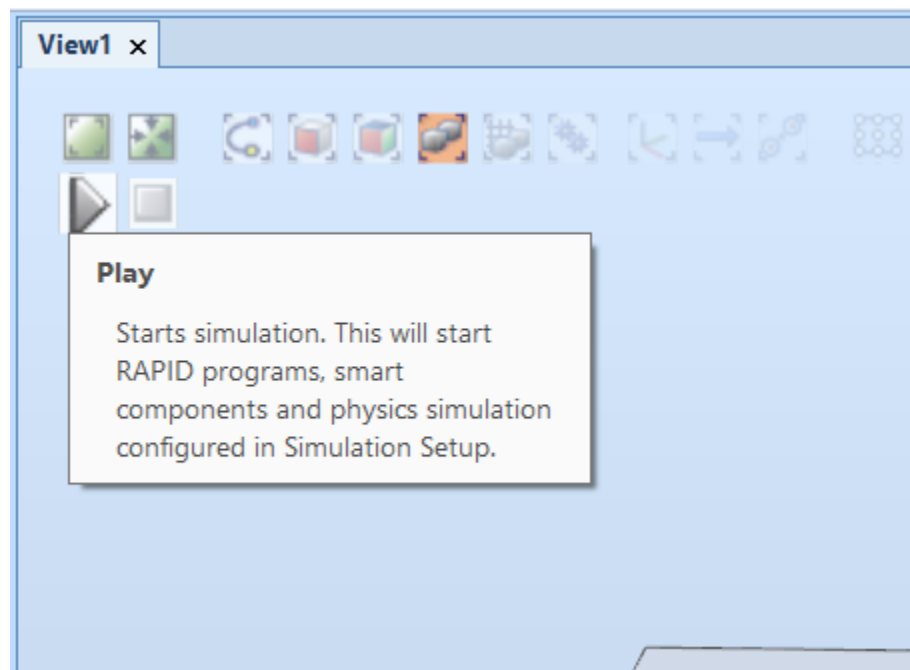 View1 x
Play
Starts simulation. This will start
RAPID programs, smart
components and physics simulation
configured in Simulation Setup.